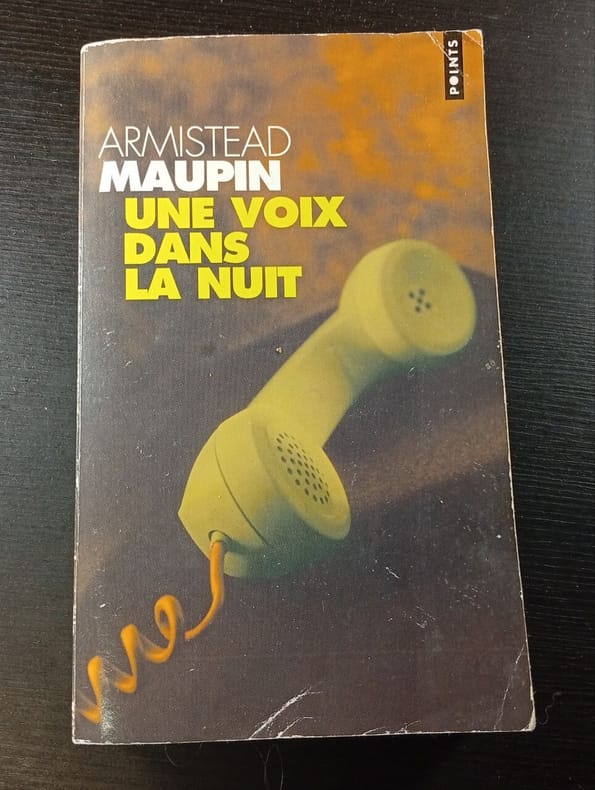 POINTS
ARMISTEAD
MAUPIN
UNE VOIX
DANS
LA NUIT